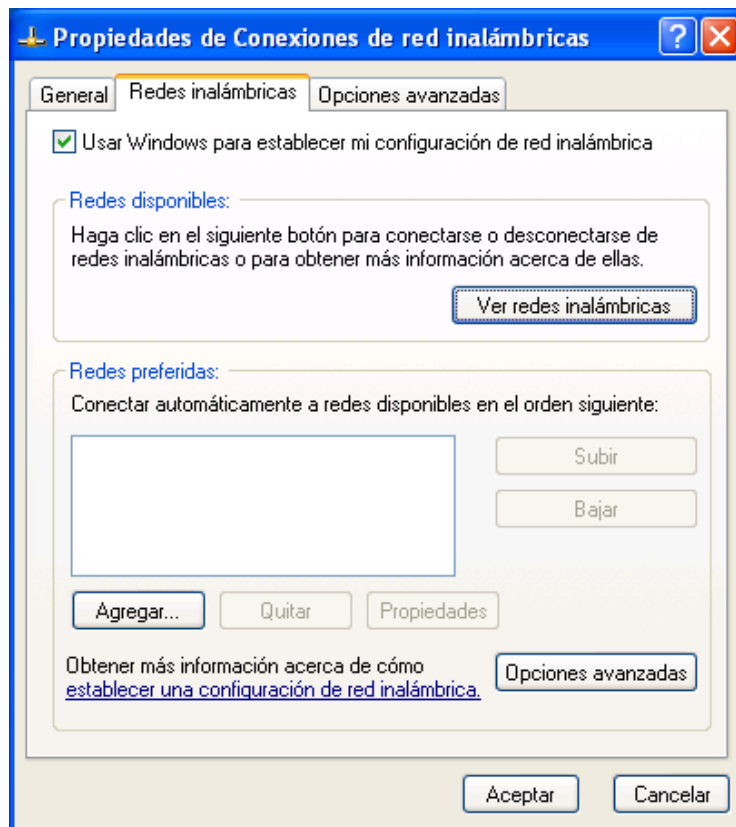 Propiedades de Conexiones de red inalámbricas
General Redes inalámbricas Opciones avanzadas
Usar Windows para establecer mi configuración de red inalámbrica
Redes disponibles:
Haga clic en el siguiente botón para conectarse o desconectarse de
redes inalámbricas o para obtener más información acerca de ellas.
Ver redes inalámbricas
Redes preferidas:
Conectar automáticamente a redes disponibles en el orden siguiente:
Subir
Bajar
Agregar... Quitar Propiedades
Obtener más información acerca de cómo
establecer una configuración de red inalámbrica.
Opciones avanzadas
Aceptar Cancelar